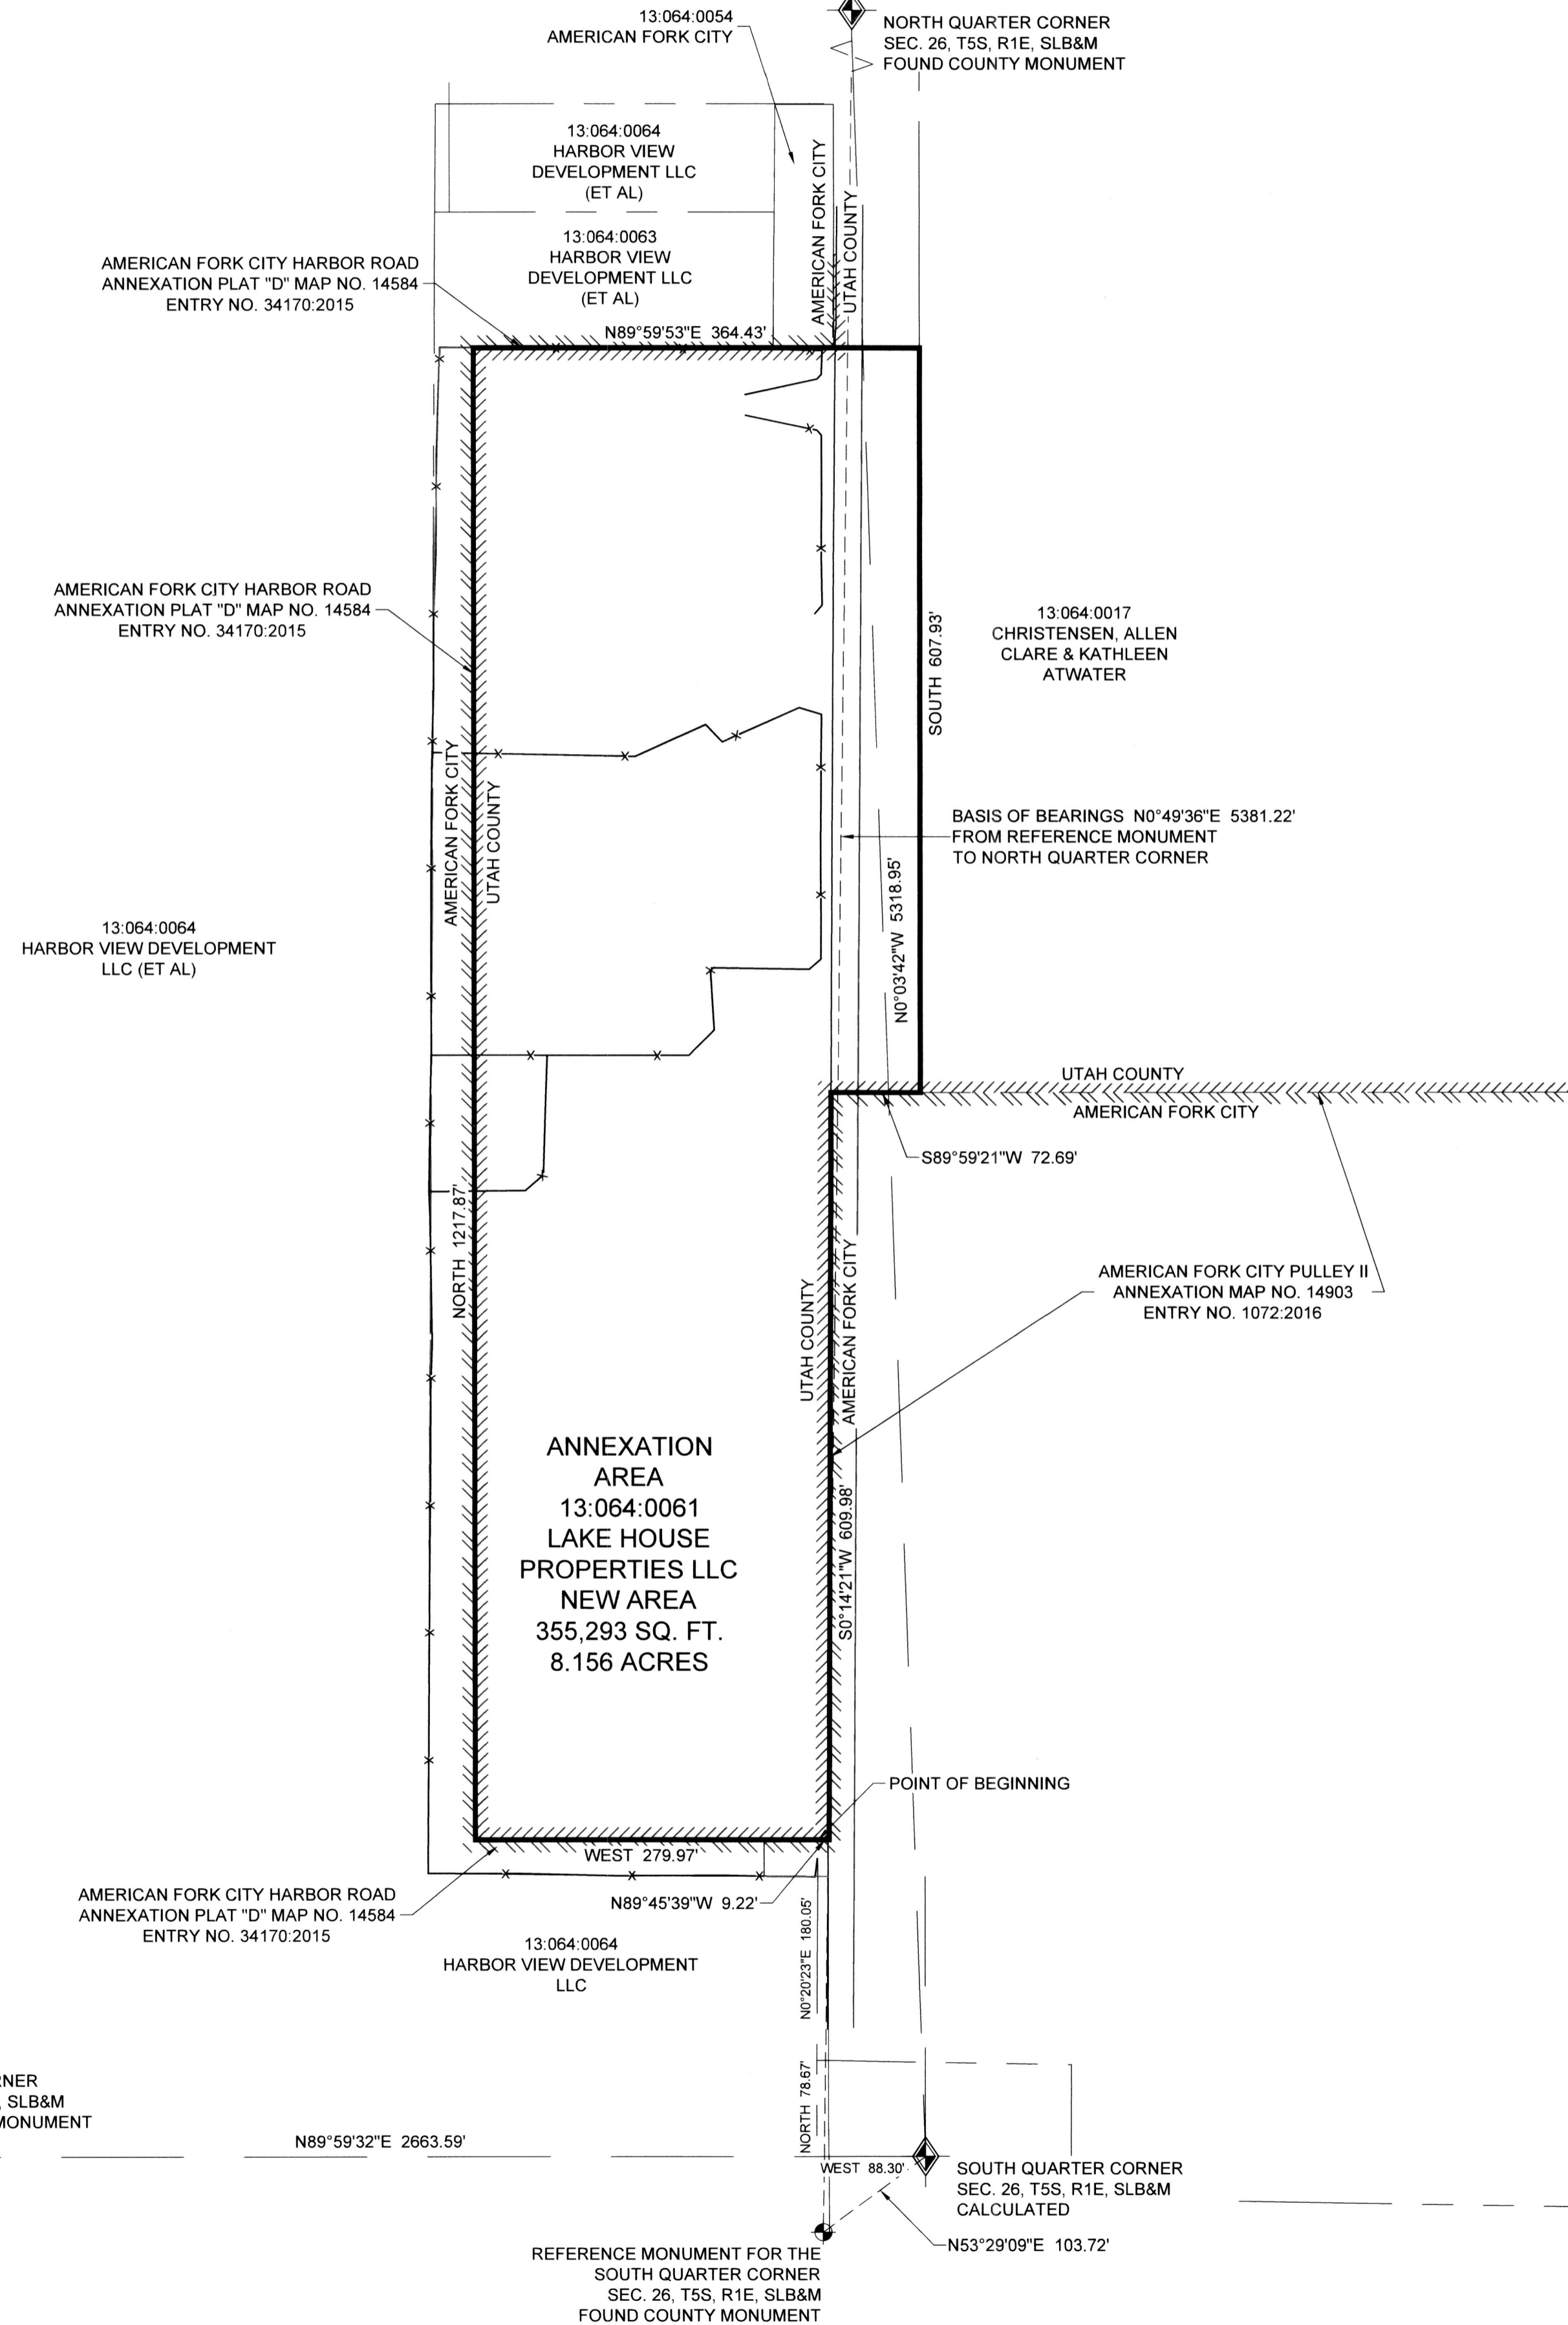 13:064:0054
AMERICAN FORK CITY
NORTH QUARTER CORNER
SEC. 26, T5S, R1E, SLB&M
FOUND COUNTY MONUMENT
13:064:0064
HARBOR VIEW
DEVELOPMENT LLC
(ET AL)
AMERICAN FORK CITY
UTAH COUNTY
13:064:0063
HARBOR VIEW
DEVELOPMENT LLC
(ET AL)
AMERICAN FORK CITY HARBOR ROAD
ANNEXATION PLAT "D" MAP NO. 14584
ENTRY NO. 34170:2015
N89°59'53"E 364.43'
AMERICAN FORK CITY HARBOR ROAD
ANNEXATION PLAT "D" MAP NO. 14584
ENTRY NO. 34170:2015
13:064:0017
CHRISTENSEN, ALLEN
CLARE & KATHLEEN
ATWATER
SOUTH 607.93'
AMERICAN FORK CITY
UTAH COUNTY
BASIS OF BEARINGS N0°49'36"E 5381.22'
FROM REFERENCE MONUMENT
TO NORTH QUARTER CORNER
N0°03'42"W 5318.95'
13:064:0064
HARBOR VIEW DEVELOPMENT
LLC (ET AL)
UTAH COUNTY
AMERICAN FORK CITY
S89°59'21"W 72.69'
NORTH 1217.87'
UTAH COUNTY
AMERICAN FORK CITY
AMERICAN FORK CITY PULLEY II
ANNEXATION MAP NO. 14903
ENTRY NO. 1072:2016
ANNEXATION
AREA
13:064:0061
LAKE HOUSE
PROPERTIES LLC
NEW AREA
355,293 SQ. FT.
8.156 ACRES
S0°14'21"W 609.98'
POINT OF BEGINNING
WEST 279.97'
N89°45'39"W 9.22'
AMERICAN FORK CITY HARBOR ROAD
ANNEXATION PLAT "D" MAP NO. 14584
ENTRY NO. 34170:2015
13:064:0064
HARBOR VIEW DEVELOPMENT
LLC
N0°20'23"E 180.05'
NORTH 78.67'
RNER
, SLB&M
MONUMENT
N89°59'32"E 2663.59'
WEST 88.30'
SOUTH QUARTER CORNER
SEC. 26, T5S, R1E, SLB&M
CALCULATED
N53°29'09"E 103.72'
REFERENCE MONUMENT FOR THE
SOUTH QUARTER CORNER
SEC. 26, T5S, R1E, SLB&M
FOUND COUNTY MONUMENT